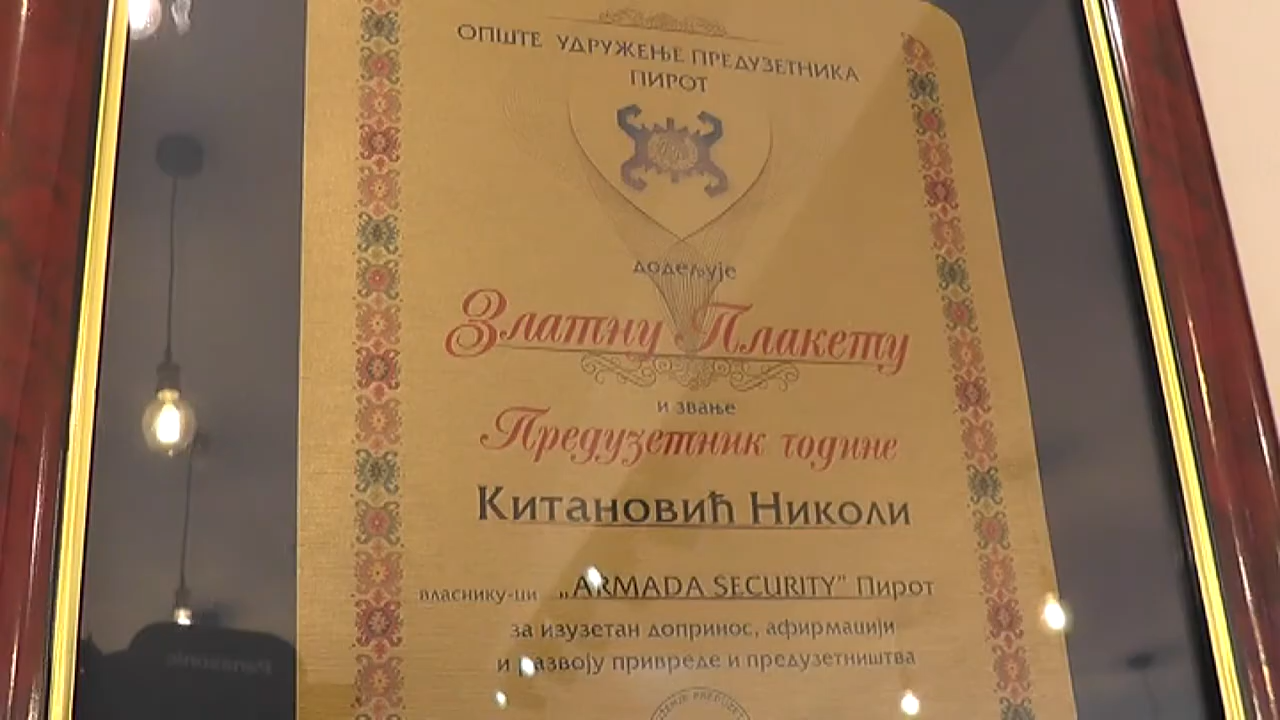 ОПШТЕ УДРУЖЕЊЕ ПРЕДУЗЕТНИКА
ПИРОТ
додељује
Златну Плакету
и звање
Предузетник године
Китановић Николи
власнику-ци „ARMADA SECURITY” Пирот
за изузетан допринос, афирмацији
и развоју привреде и предузетништва
Panasonic